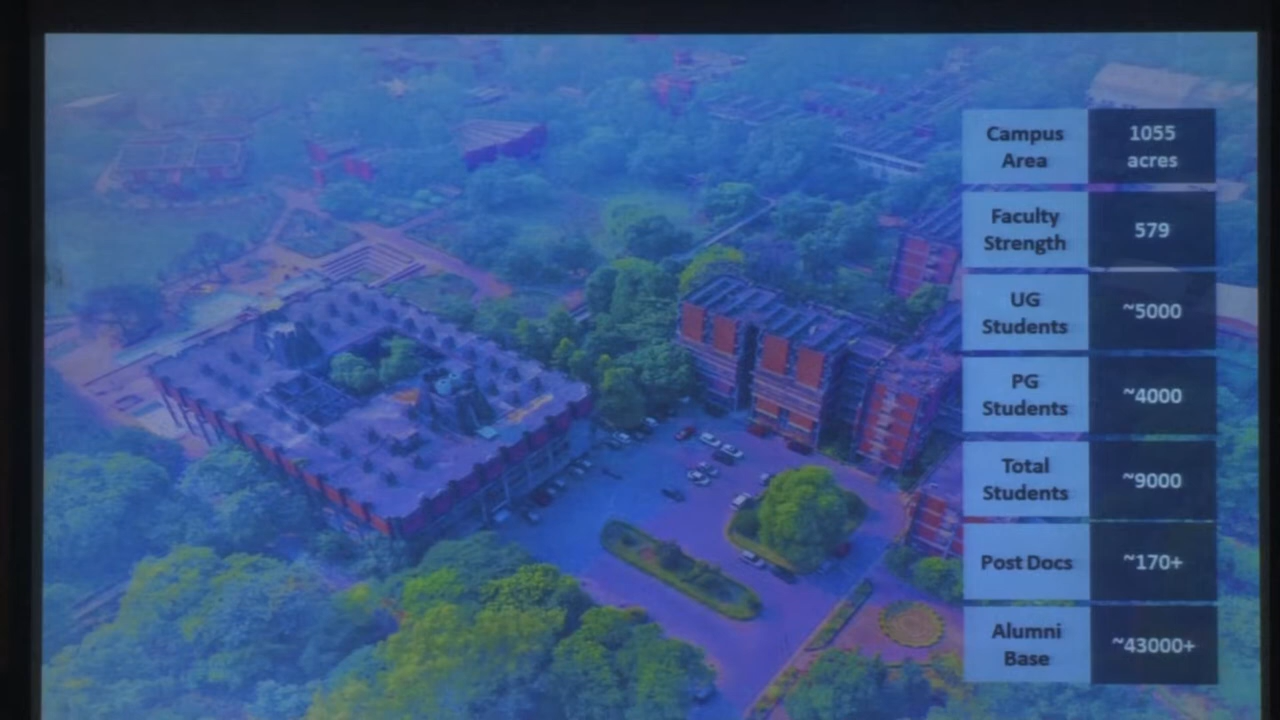 Campus
Area
1055
acres
Faculty
Strength
579
UG
Students
~5000
PG
Students
~4000
Total
Students
~9000
Post Docs
~170+
Alumni
Base
~43000+